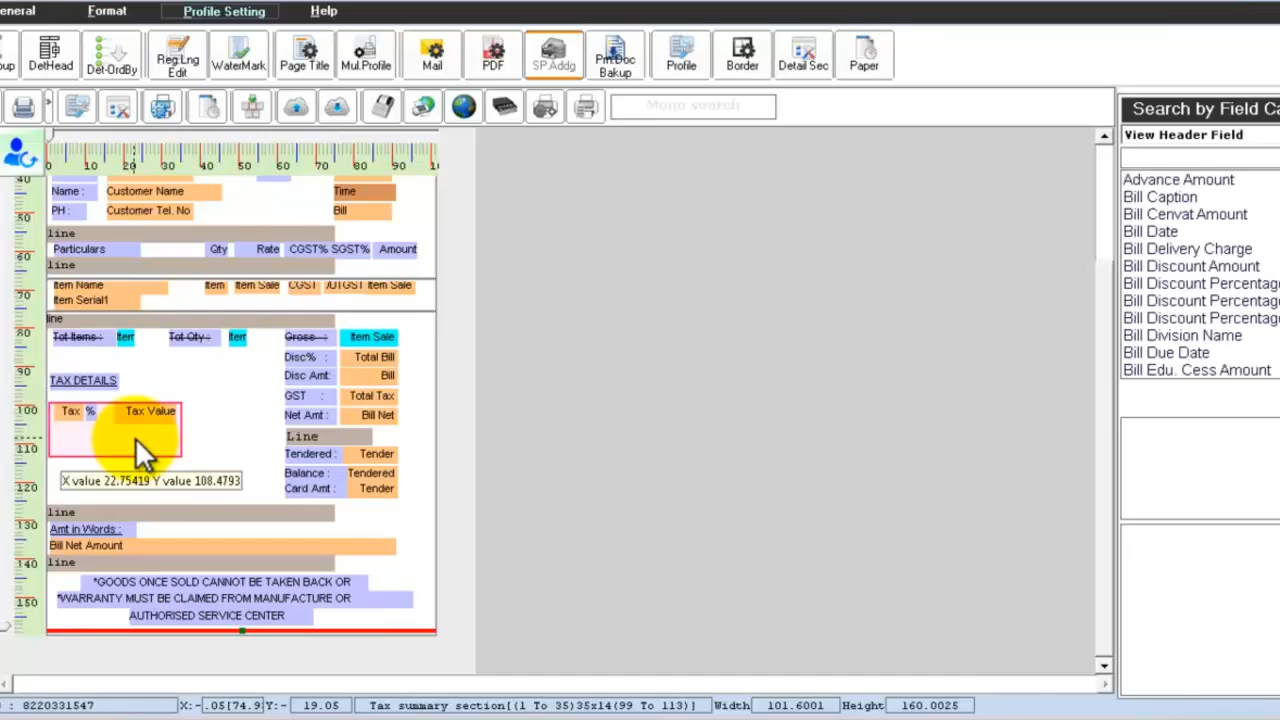 eneral Format Profile Setting Help
oup DetHead Det-OrdBy Reg.Lng Edit WaterMark Page Title Mul.Profile Mail PDF SP.Addg Prn.Doc Bakup Profile Border Detail Sec Paper
Menu search
Search by Field Ca
View Header Field
Advance Amount
Bill Caption
Bill Cenvat Amount
Bill Date
Bill Delivery Charge
Bill Discount Amount
Bill Discount Percentage
Bill Discount Percentage
Bill Discount Percentage
Bill Division Name
Bill Due Date
Bill Edu. Cess Amount
0 10 20 30 40 50 60 70 80 90 1
40
50
60
70
80
90
100
110
120
130
140
150
Name : Customer Name Time
PH : Customer Tel. No Bill
line
Particulars Qty Rate CGST% SGST% Amount
line
Item Name Item Item Sale CGST /UTGST Item Sale
Item Serial1
line
Tot Items : Item Tot Qty : Item Gross : Item Sale
Disc% : Total Bill
Disc Amt: Bill
TAX DETAILS
GST : Total Tax
Tax % Tax Value Net Amt : Bill Net
Line
Tendered : Tender
Balance : Tendered
Card Amt : Tender
X value 22.75419 Y value 108.4793
line
Amt in Words :
Bill Net Amount
line
*GOODS ONCE SOLD CANNOT BE TAKEN BACK OR
*WARRANTY MUST BE CLAIMED FROM MANUFACTURE OR
AUTHORISED SERVICE CENTER
: 8220331547 X:- .05[74.9 Y:- 19.05 Tax summary section[(1 To 35)35x14(99 To 113)] Width 101.6001 Height 160.0025